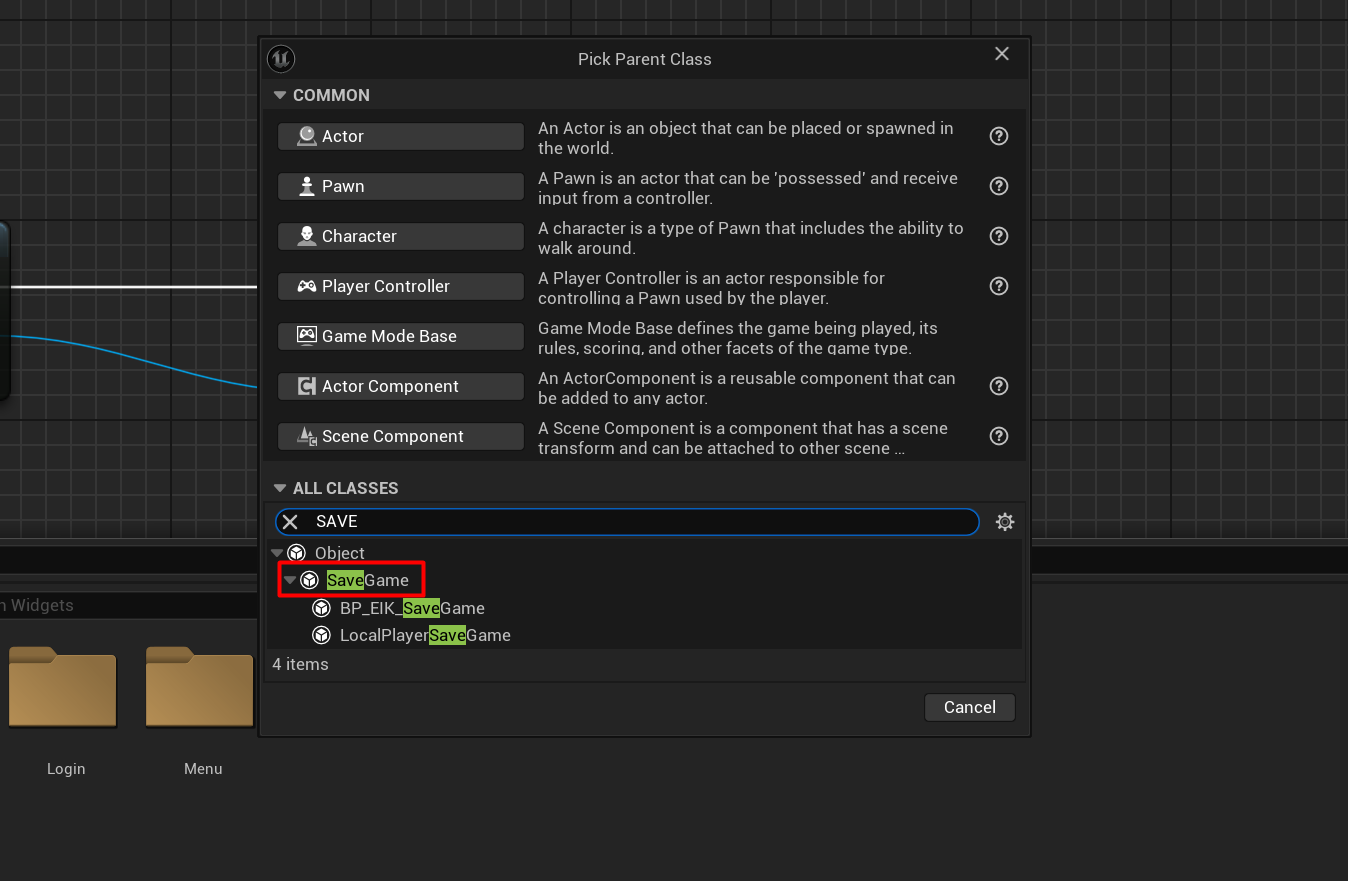 Pick Parent Class
COMMON
Actor
An Actor is an object that can be placed or spawned in
the world.
Pawn
A Pawn is an actor that can be 'possessed' and receive
input from a controller.
Character
A character is a type of Pawn that includes the ability to
walk around.
Player Controller
A Player Controller is an actor responsible for
controlling a Pawn used by the player.
Game Mode Base
Game Mode Base defines the game being played, its
rules, scoring, and other facets of the game type.
Actor Component
An ActorComponent is a reusable component that can
be added to any actor.
Scene Component
A Scene Component is a component that has a scene
transform and can be attached to other scene ...
ALL CLASSES
SAVE
Object
SaveGame
BP_EIK_SaveGame
LocalPlayerSaveGame
4 items
Cancel
Widgets
Login
Menu